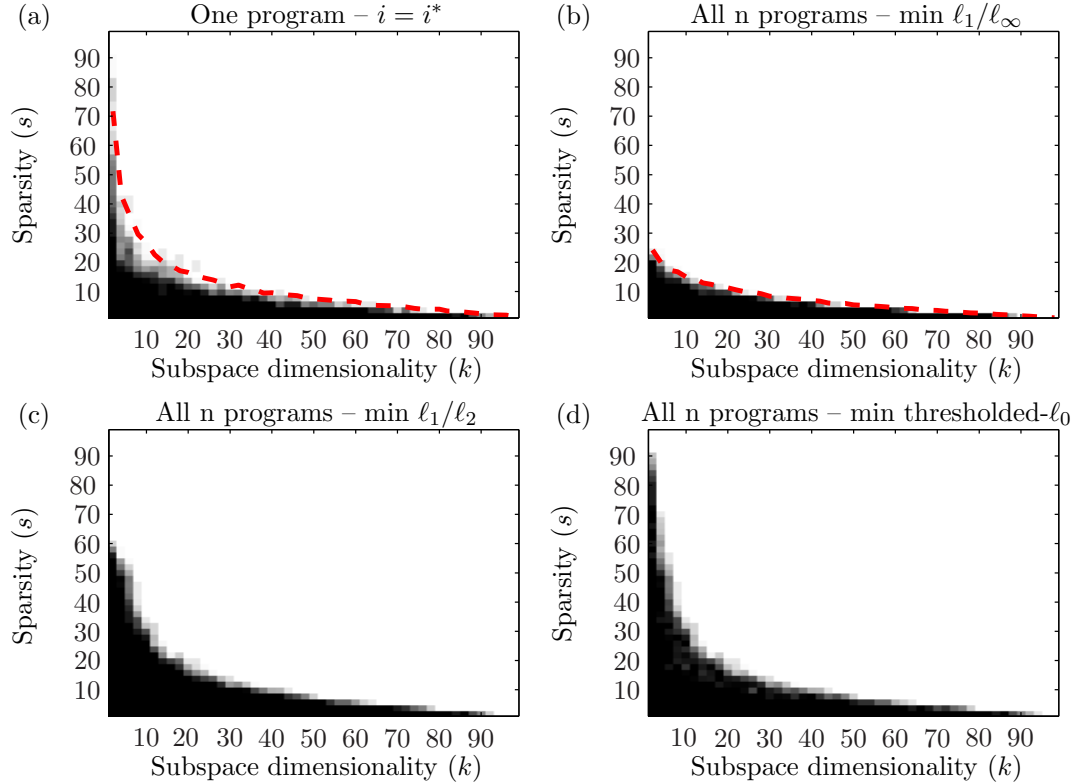 (a) One program – i = i*
90
80
70
60
50
40
30
20
10
Sparsity (s)
10 20 30 40 50 60 70 80 90
Subspace dimensionality (k)
(b) All n programs – min ℓ₁/ℓ∞
90
80
70
60
50
40
30
20
10
Sparsity (s)
10 20 30 40 50 60 70 80 90
Subspace dimensionality (k)
(c) All n programs – min ℓ₁/ℓ₂
90
80
70
60
50
40
30
20
10
Sparsity (s)
10 20 30 40 50 60 70 80 90
Subspace dimensionality (k)
(d) All n programs – min thresholded-ℓ₀
90
80
70
60
50
40
30
20
10
Sparsity (s)
10 20 30 40 50 60 70 80 90
Subspace dimensionality (k)